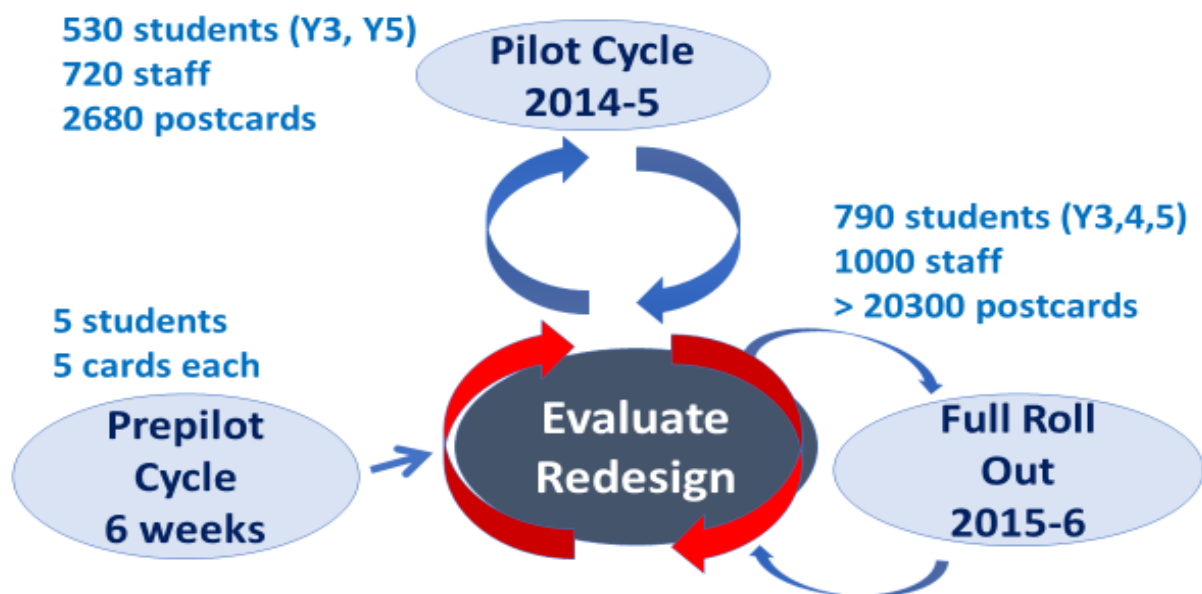 530 students (Y3, Y5)
720 staff
2680 postcards
Pilot Cycle
2014-5
790 students (Y3,4,5)
1000 staff
> 20300 postcards
5 students
5 cards each
Prepilot
Cycle
6 weeks
Evaluate
Redesign
Full Roll
Out
2015-6